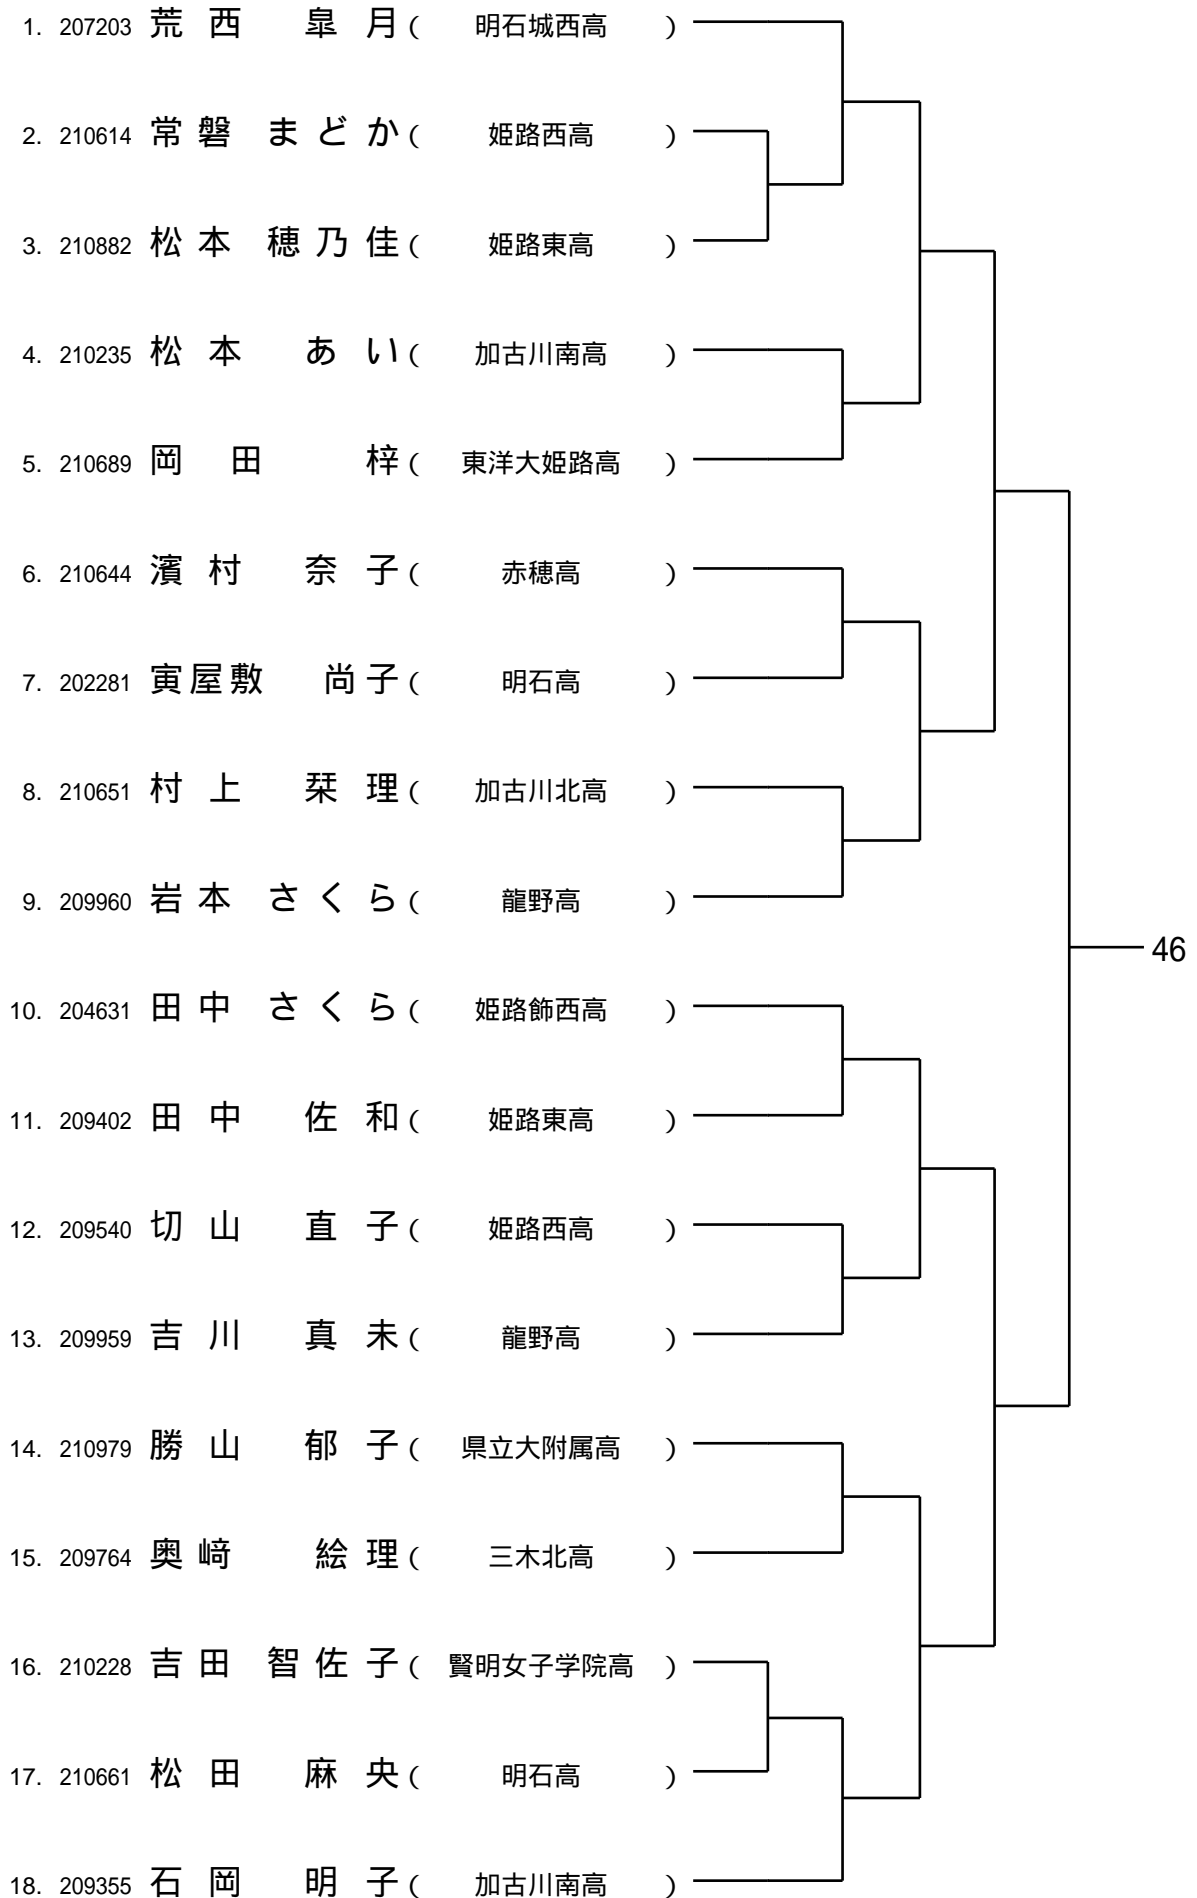 1. 207203 荒西 皐月 ( 明石城西高 )
2. 210614 常磐 まどか ( 姫路西高 )
3. 210882 松本 穂乃佳 ( 姫路東高 )
4. 210235 松本 あい ( 加古川南高 )
5. 210689 岡田 梓 ( 東洋大姫路高 )
6. 210644 濱村 奈子 ( 赤穂高 )
7. 202281 寅屋敷 尚子 ( 明石高 )
8. 210651 村上 栞理 ( 加古川北高 )
9. 209960 岩本 さくら ( 龍野高 )
46
10. 204631 田中 さくら ( 姫路飾西高 )
11. 209402 田中 佐和 ( 姫路東高 )
12. 209540 切山 直子 ( 姫路西高 )
13. 209959 吉川 真未 ( 龍野高 )
14. 210979 勝山 郁子 ( 県立大附属高 )
15. 209764 奥﨑 絵理 ( 三木北高 )
16. 210228 吉田 智佐子 ( 賢明女子学院高 )
17. 210661 松田 麻央 ( 明石高 )
18. 209355 石岡 明子 ( 加古川南高 )